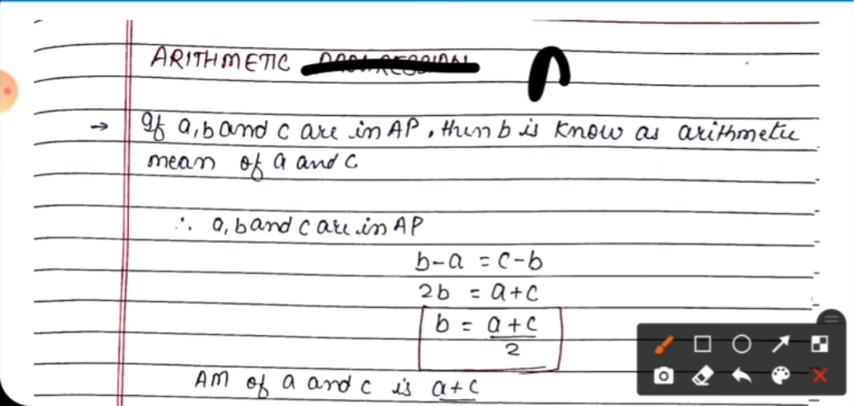 ARITHMETIC
→ If a, b and c are in AP, then b is know as arithmetic
mean of a and c
∴ a, b and c are in AP
b-a = c-b
2b = a+c
b = a+c
2
AM of a and c is a+c